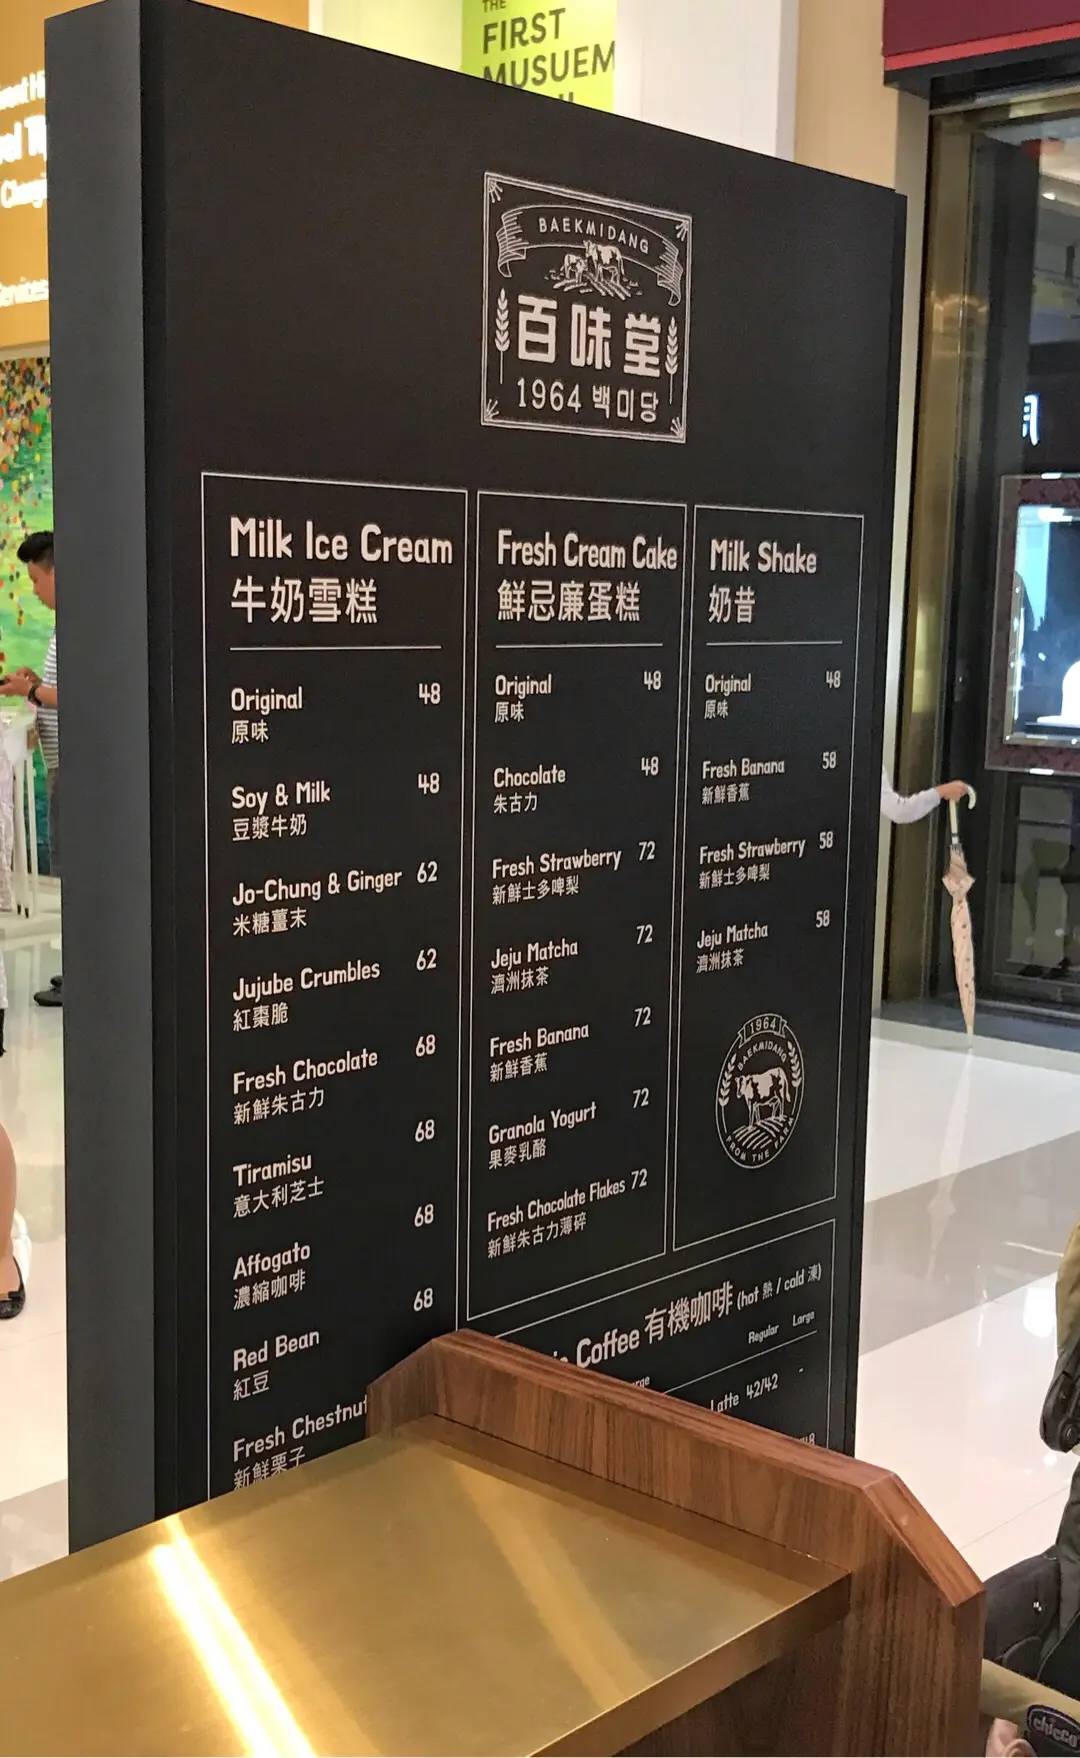 THE
FIRST
MUSUEM
BAEKMIDANG
百味堂
1964 백미당
Milk Ice Cream
牛奶雪糕
Original 48
原味
Soy & Milk 48
豆漿牛奶
Jo-Chung & Ginger 62
米糖薑末
Jujube Crumbles 62
紅棗脆
Fresh Chocolate 68
新鮮朱古力
Tiramisu 68
意大利芝士
Affogato 68
濃縮咖啡
Red Bean 68
紅豆
Fresh Chestnut
新鮮栗子
Fresh Cream Cake
鮮忌廉蛋糕
Original 48
原味
Chocolate 48
朱古力
Fresh Strawberry 72
新鮮士多啤梨
Jeju Matcha 72
濟洲抹茶
Fresh Banana 72
新鮮香蕉
Granola Yogurt 72
果麥乳酪
Fresh Chocolate Flakes 72
新鮮朱古力薄碎
Milk Shake
奶昔
Original 48
原味
Fresh Banana 58
新鮮香蕉
Fresh Strawberry 58
新鮮士多啤梨
Jeju Matcha 58
濟洲抹茶
1964
BAEKMIDANG
FROM THE FARM
Coffee 有機咖啡 (hot 熱 / cold 凍)
Regular Large
Latte 42/42 -
chicco